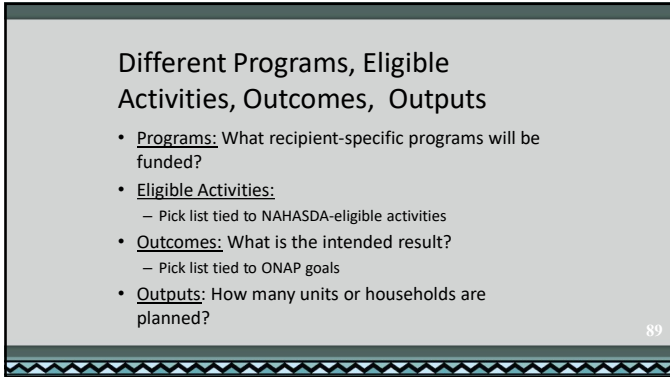 Different Programs, Eligible
Activities, Outcomes,  Outputs
• Programs: What recipient-specific programs will be
funded?
• Eligible Activities:
– Pick list tied to NAHASDA-eligible activities
• Outcomes: What is the intended result?
– Pick list tied to ONAP goals
• Outputs: How many units or households are
planned?
89